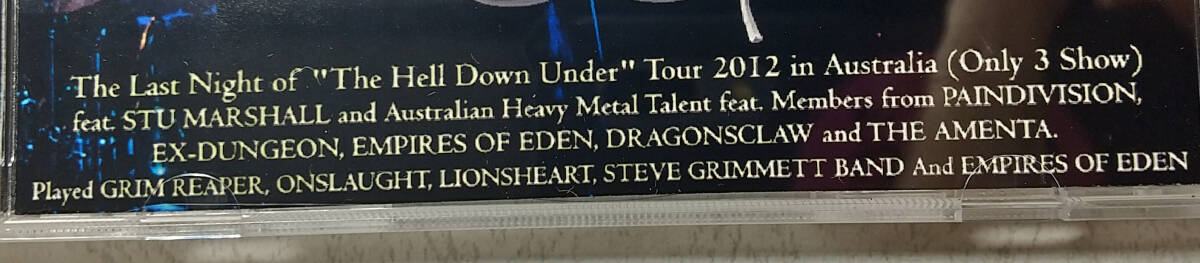 The Last Night of "The Hell Down Under" Tour 2012 in Australia (Only 3 Show)
feat. STU MARSHALL and Australian Heavy Metal Talent feat. Members from PAINDIVISION,
EX-DUNGEON, EMPIRES OF EDEN, DRAGONSCLAW and THE AMENTA.
Played GRIM REAPER, ONSLAUGHT, LIONSHEART, STEVE GRIMMETT BAND And EMPIRES OF EDEN